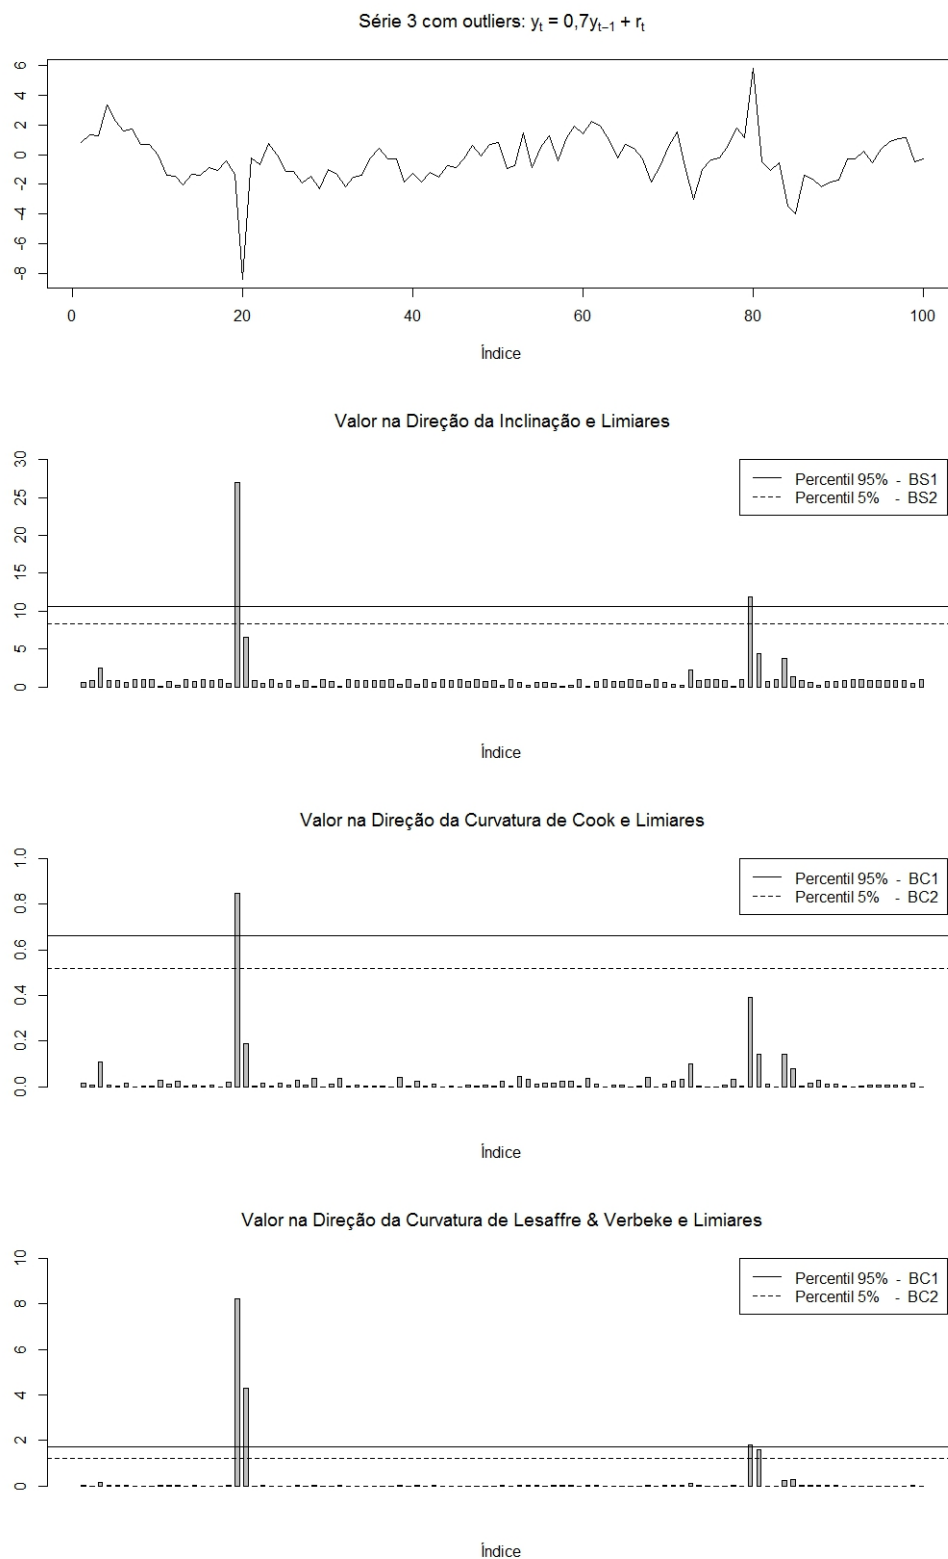 Série 3 com outliers: yₜ = 0,7yₜ₋₁ + rₜ
6
4
2
0
-2
-4
-6
-8
0 20 40 60 80 100
Índice
Valor na Direção da Inclinação e Limiares
30
25
20
15
10
5
0
Percentil 95% - BS1
Percentil 5% - BS2
Índice
Valor na Direção da Curvatura de Cook e Limiares
1.0
0.8
0.6
0.4
0.2
0.0
Percentil 95% - BC1
Percentil 5% - BC2
Índice
Valor na Direção da Curvatura de Lesaffre & Verbeke e Limiares
10
8
6
4
2
0
Percentil 95% - BC1
Percentil 5% - BC2
Índice